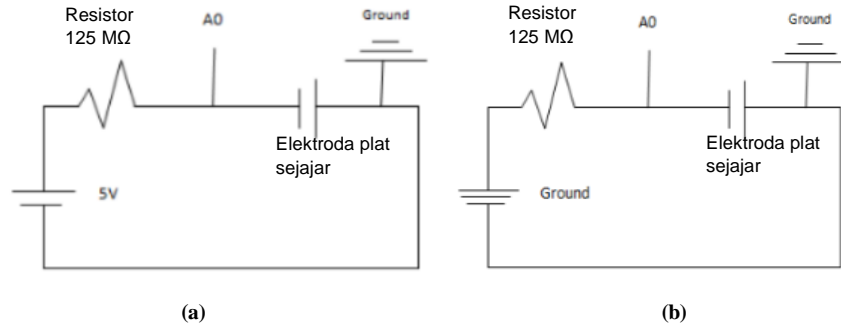 Resistor
125 MΩ
A0
Ground
Elektroda plat
sejajar
5V
(a)
Resistor
125 MΩ
A0
Ground
Elektroda plat
sejajar
Ground
(b)